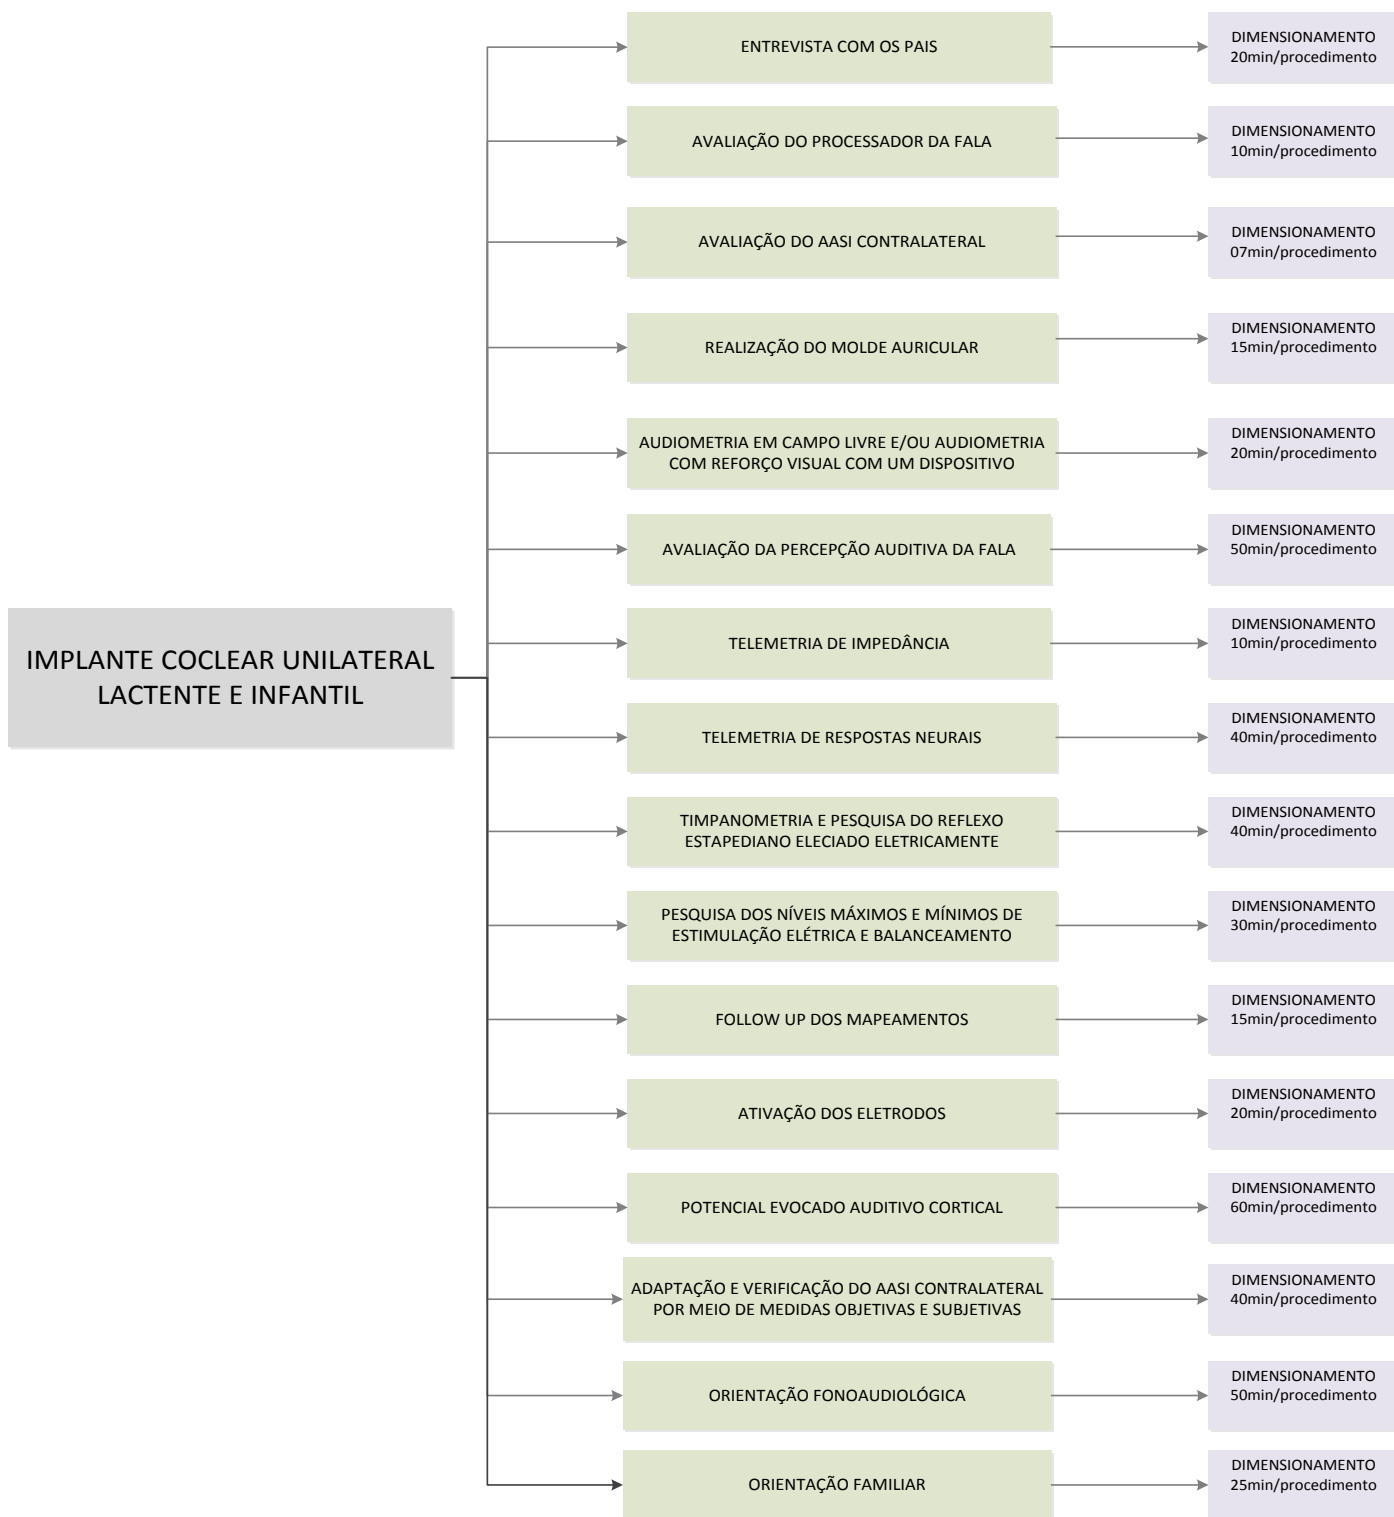 ENTREVISTA COM OS PAIS
DIMENSIONAMENTO
20min/procedimento
AVALIAÇÃO DO PROCESSADOR DA FALA
DIMENSIONAMENTO
10min/procedimento
AVALIAÇÃO DO AASI CONTRALATERAL
DIMENSIONAMENTO
07min/procedimento
REALIZAÇÃO DO MOLDE AURICULAR
DIMENSIONAMENTO
15min/procedimento
AUDIOMETRIA EM CAMPO LIVRE E/OU AUDIOMETRIA
COM REFORÇO VISUAL COM UM DISPOSITIVO
DIMENSIONAMENTO
20min/procedimento
AVALIAÇÃO DA PERCEPÇÃO AUDITIVA DA FALA
DIMENSIONAMENTO
50min/procedimento
IMPLANTE COCLEAR UNILATERAL
LACTENTE E INFANTIL
TELEMETRIA DE IMPEDÂNCIA
DIMENSIONAMENTO
10min/procedimento
TELEMETRIA DE RESPOSTAS NEURAIS
DIMENSIONAMENTO
40min/procedimento
TIMPANOMETRIA E PESQUISA DO REFLEXO
ESTAPEDIANO ELECIADO ELETRICAMENTE
DIMENSIONAMENTO
40min/procedimento
PESQUISA DOS NÍVEIS MÁXIMOS E MÍNIMOS DE
ESTIMULAÇÃO ELÉTRICA E BALANCEAMENTO
DIMENSIONAMENTO
30min/procedimento
FOLLOW UP DOS MAPEAMENTOS
DIMENSIONAMENTO
15min/procedimento
ATIVAÇÃO DOS ELETRODOS
DIMENSIONAMENTO
20min/procedimento
POTENCIAL EVOCADO AUDITIVO CORTICAL
DIMENSIONAMENTO
60min/procedimento
ADAPTAÇÃO E VERIFICAÇÃO DO AASI CONTRALATERAL
POR MEIO DE MEDIDAS OBJETIVAS E SUBJETIVAS
DIMENSIONAMENTO
40min/procedimento
ORIENTAÇÃO FONOAUDIOLÓGICA
DIMENSIONAMENTO
50min/procedimento
ORIENTAÇÃO FAMILIAR
DIMENSIONAMENTO
25min/procedimento